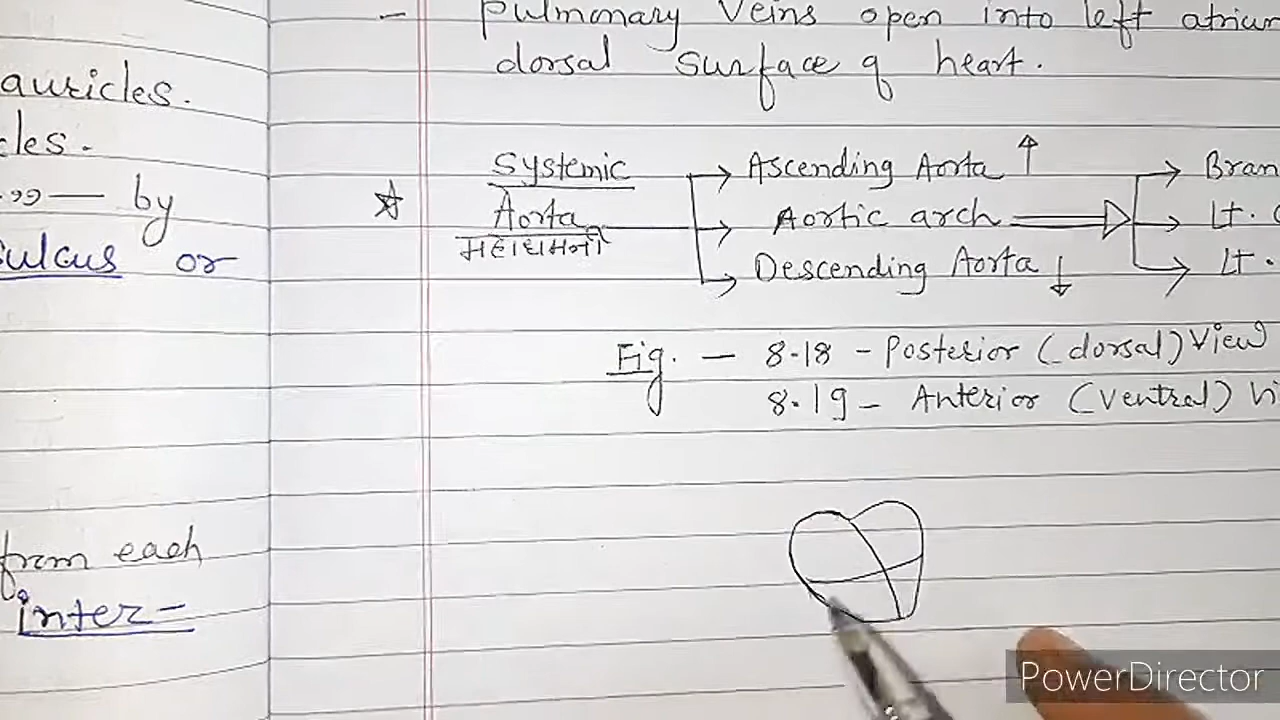 auricles.
cles.
,,,, — by
ulcus or
from each
inter-
- Pulmonary Veins open into left atrium
dorsal surface of heart.
Systemic → Ascending Aorta ↑ → Bran
☆ Aorta → Aortic arch ⇒ → Lt. C
महाधमनी → Descending Aorta ↓ → Lt.
Fig. - 8.18 - Posterior (dorsal) View
8.19 - Anterior (Ventral) Vi
PowerDirector